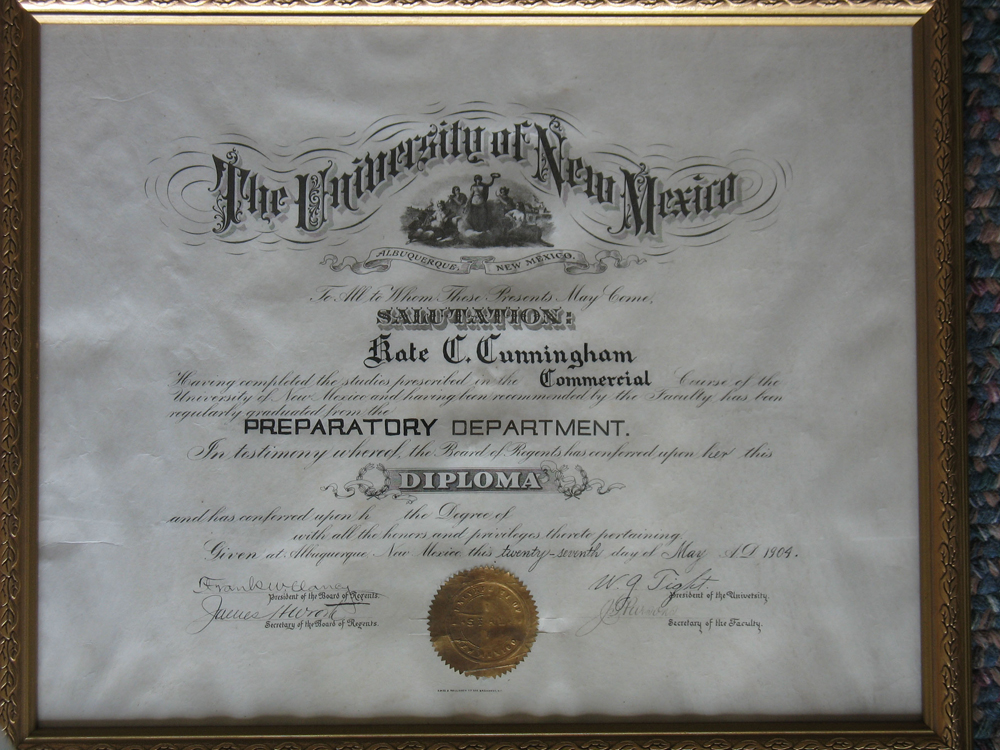 The University of New Mexico
ALBUQUERQUE, NEW MEXICO.
To All to Whom These Presents May Come,
SALUTATION:
Kate C. Cunningham
Having completed the studies prescribed in the Commercial Course of the
University of New Mexico and having been recommended by the Faculty has been
regularly graduated from the
PREPARATORY DEPARTMENT.
In testimony whereof, the Board of Regents has conferred upon her this
DIPLOMA
and has conferred upon h the Degree of
with all the honors and privileges thereto pertaining
Given at Albuquerque New Mexico this twenty-seventh day of May A.D. 1904.
W. G. Tight
President of the Board of Regents.
President of the University.
James H. Wroth
Secretary of the Board of Regents.
Secretary of the Faculty.
SEAL